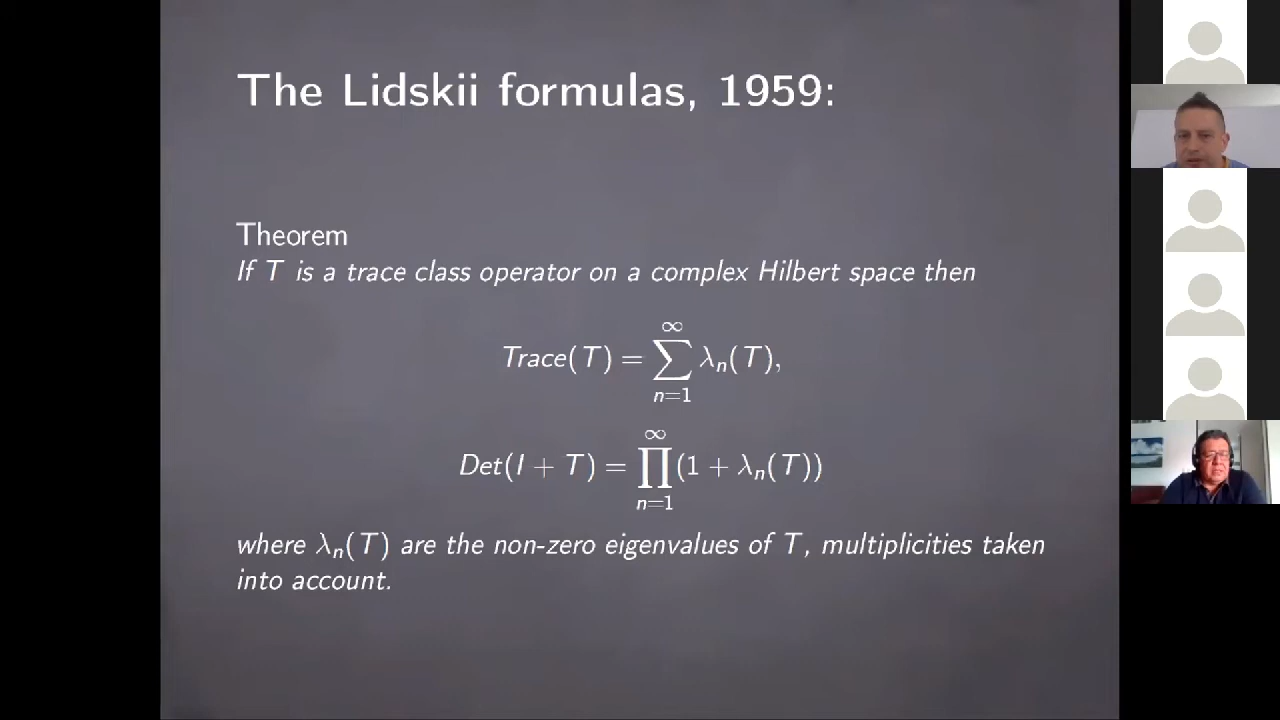 The Lidskii formulas, 1959:
Theorem
If T is a trace class operator on a complex Hilbert space then
Trace(T) = ∑_{n=1}^{∞} λ_n(T),
Det(I + T) = ∏_{n=1}^{∞} (1 + λ_n(T))
where λ_n(T) are the non-zero eigenvalues of T, multiplicities taken
into account.